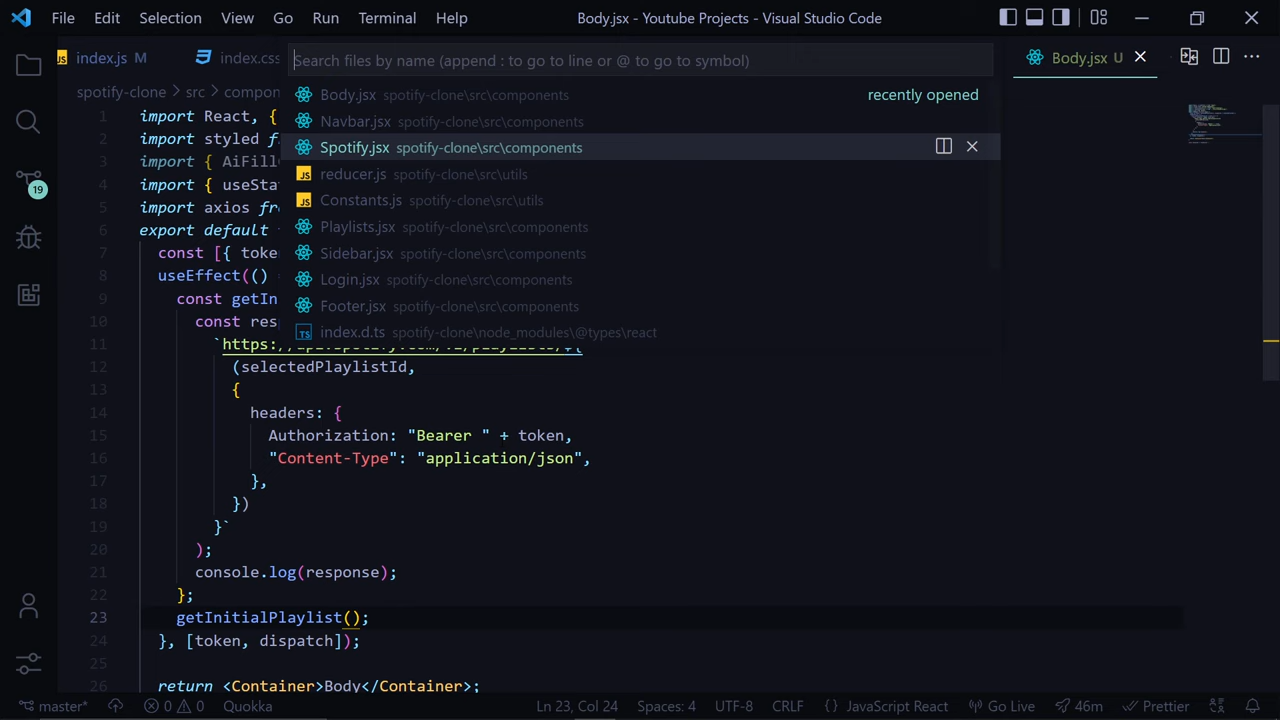 File Edit Selection View Go Run Terminal Help
Body.jsx - Youtube Projects - Visual Studio Code
index.js M
index.css
Body.jsx U
Search files by name (append : to go to line or @ to go to symbol)
Body.jsx spotify-clone\src\components recently opened
Navbar.jsx spotify-clone\src\components
Spotify.jsx spotify-clone\src\components
reducer.js spotify-clone\src\utils
Constants.js spotify-clone\src\utils
Playlists.jsx spotify-clone\src\components
Sidebar.jsx spotify-clone\src\components
Login.jsx spotify-clone\src\components
Footer.jsx spotify-clone\src\components
index.d.ts spotify-clone\node_modules\@types\react
19
spotify-clone > src > compon
1 import React, {
2 import styled f
3 import { AiFill
4 import { useSta
5 import axios fr
6 export default
7 const [{ toke
8 useEffect(()
9 const getIn
10 const res
11 `https:
12 (selectedPlaylistId,
13 {
14 headers: {
15 Authorization: "Bearer " + token,
16 "Content-Type": "application/json",
17 },
18 })
19 }`
20 );
21 console.log(response);
22 };
23 getInitialPlaylist();
24 }, [token, dispatch]);
25
26 return <Container>Body</Container>;
master* 0 0 Quokka Ln 23, Col 24 Spaces: 4 UTF-8 CRLF {} JavaScript React Go Live 46m Prettier